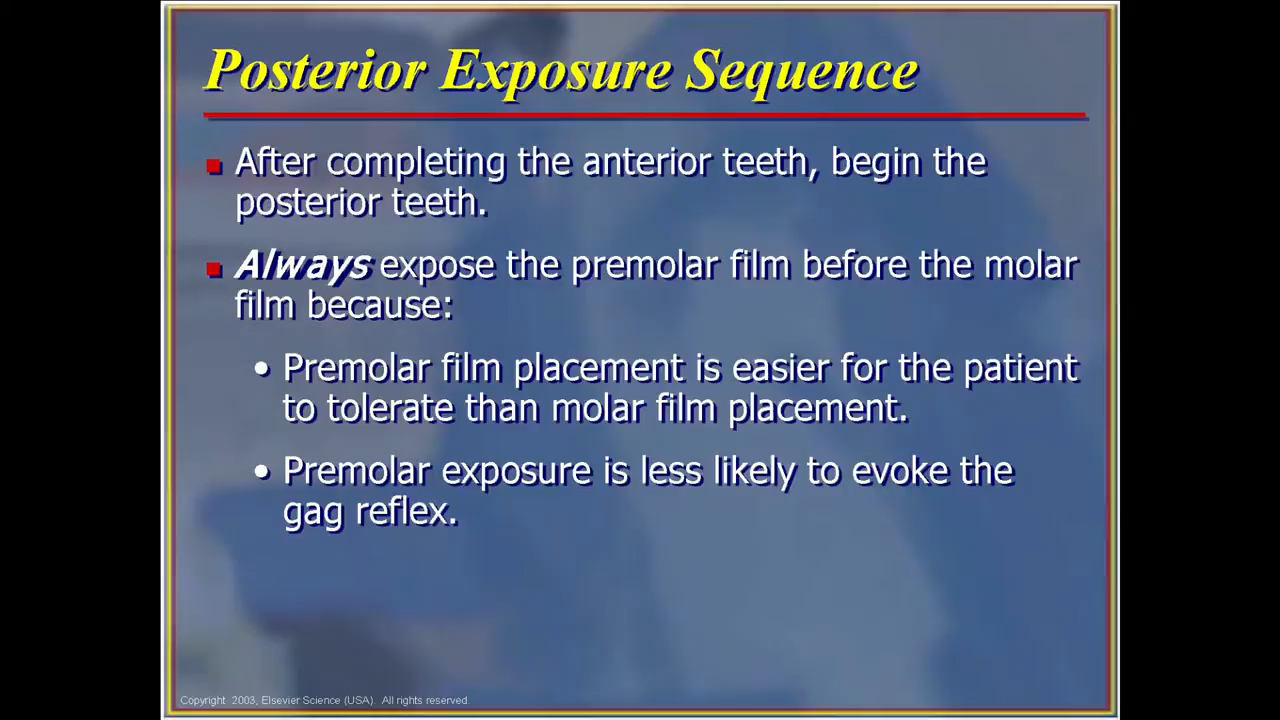 Posterior Exposure Sequence
After completing the anterior teeth, begin the
posterior teeth.
Always expose the premolar film before the molar
film because:
• Premolar film placement is easier for the patient
to tolerate than molar film placement.
• Premolar exposure is less likely to evoke the
gag reflex.
Copyright 2003, Elsevier Science (USA). All rights reserved.